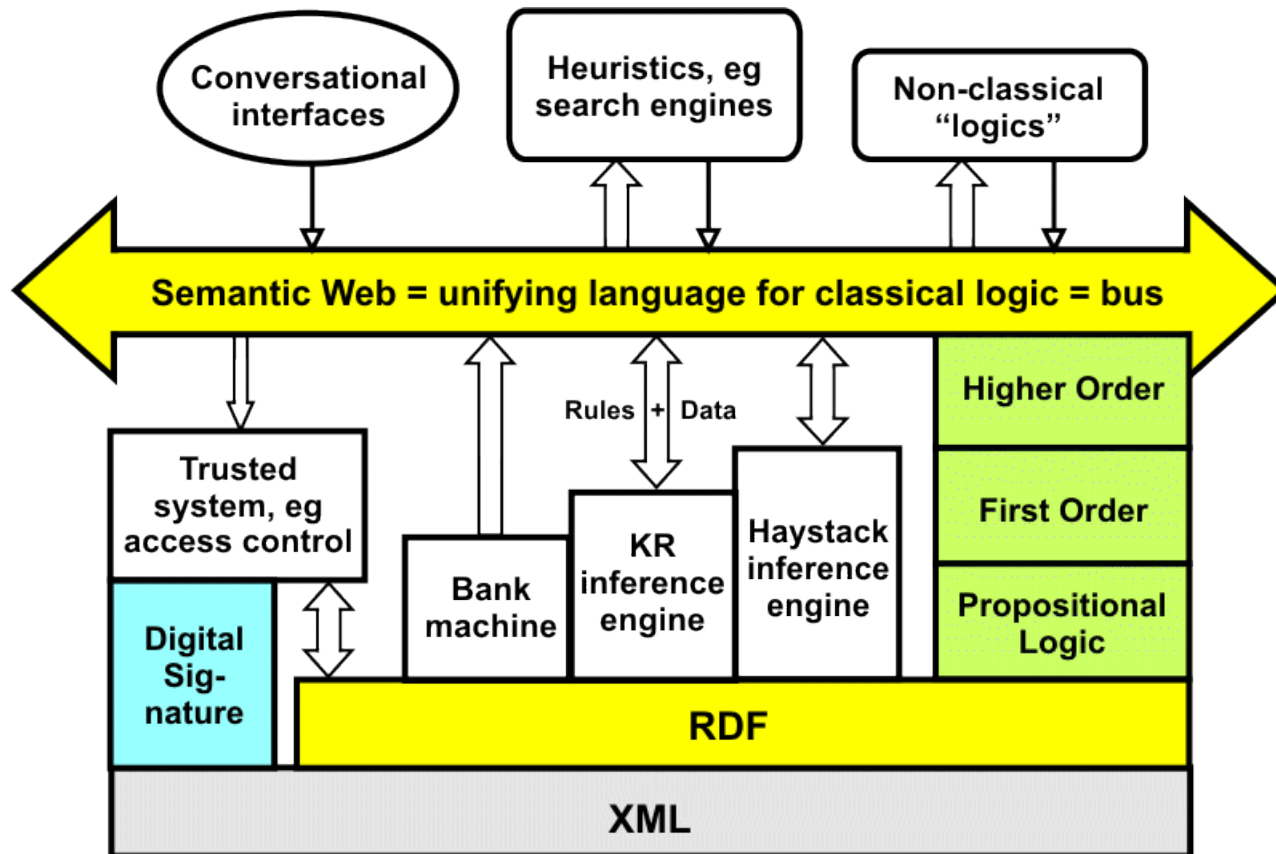 Conversational
interfaces
Heuristics, eg
search engines
Non-classical
“logics”
Semantic Web = unifying language for classical logic = bus
Rules + Data
Trusted
system, eg
access control
Digital
Sig-
nature
Bank
machine
KR
inference
engine
Haystack
inference
engine
Higher Order
First Order
Propositional
Logic
RDF
XML